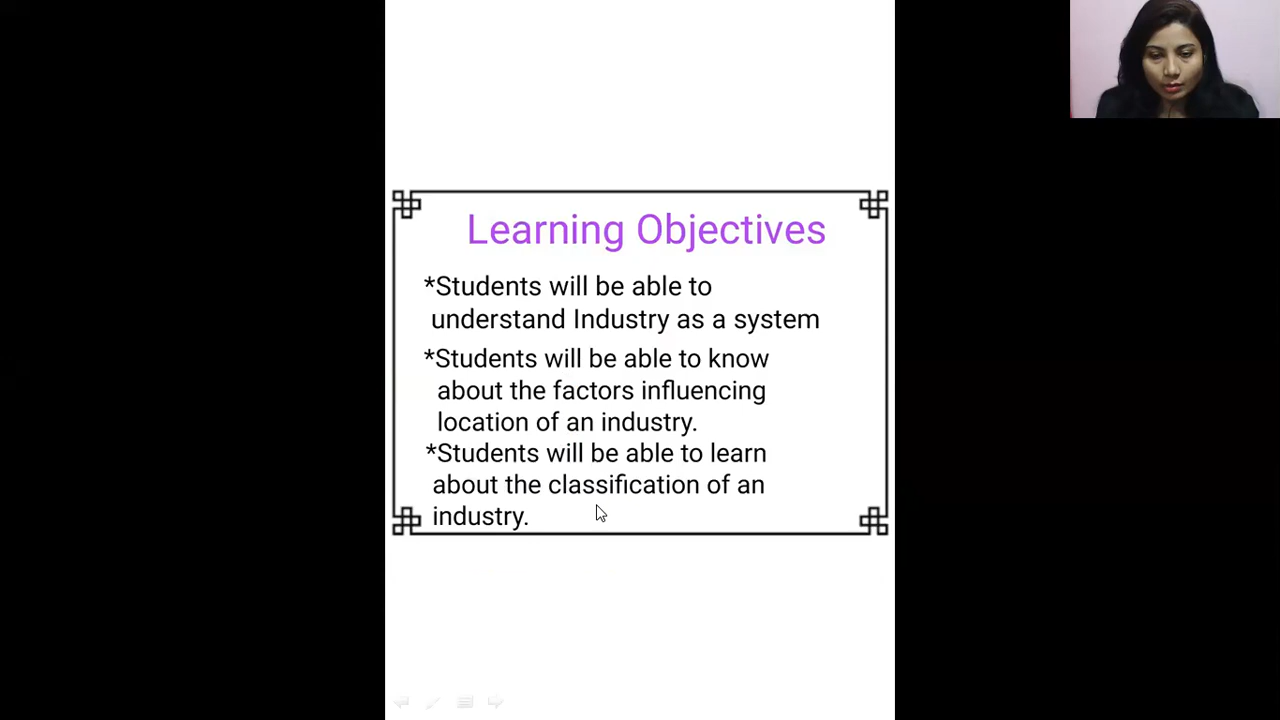 Learning Objectives
*Students will be able to
understand Industry as a system
*Students will be able to know
about the factors influencing
location of an industry.
*Students will be able to learn
about the classification of an
industry.